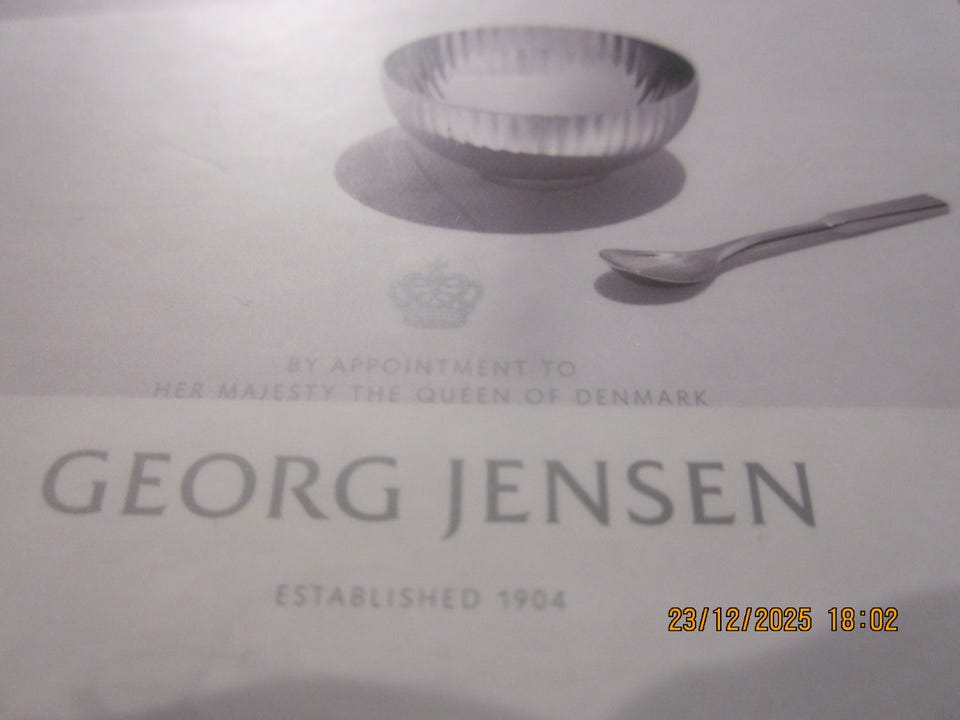 BY APPOINTMENT TO
HER MAJESTY THE QUEEN OF DENMARK
GEORG JENSEN
ESTABLISHED 1904
23/12/2025 18:02